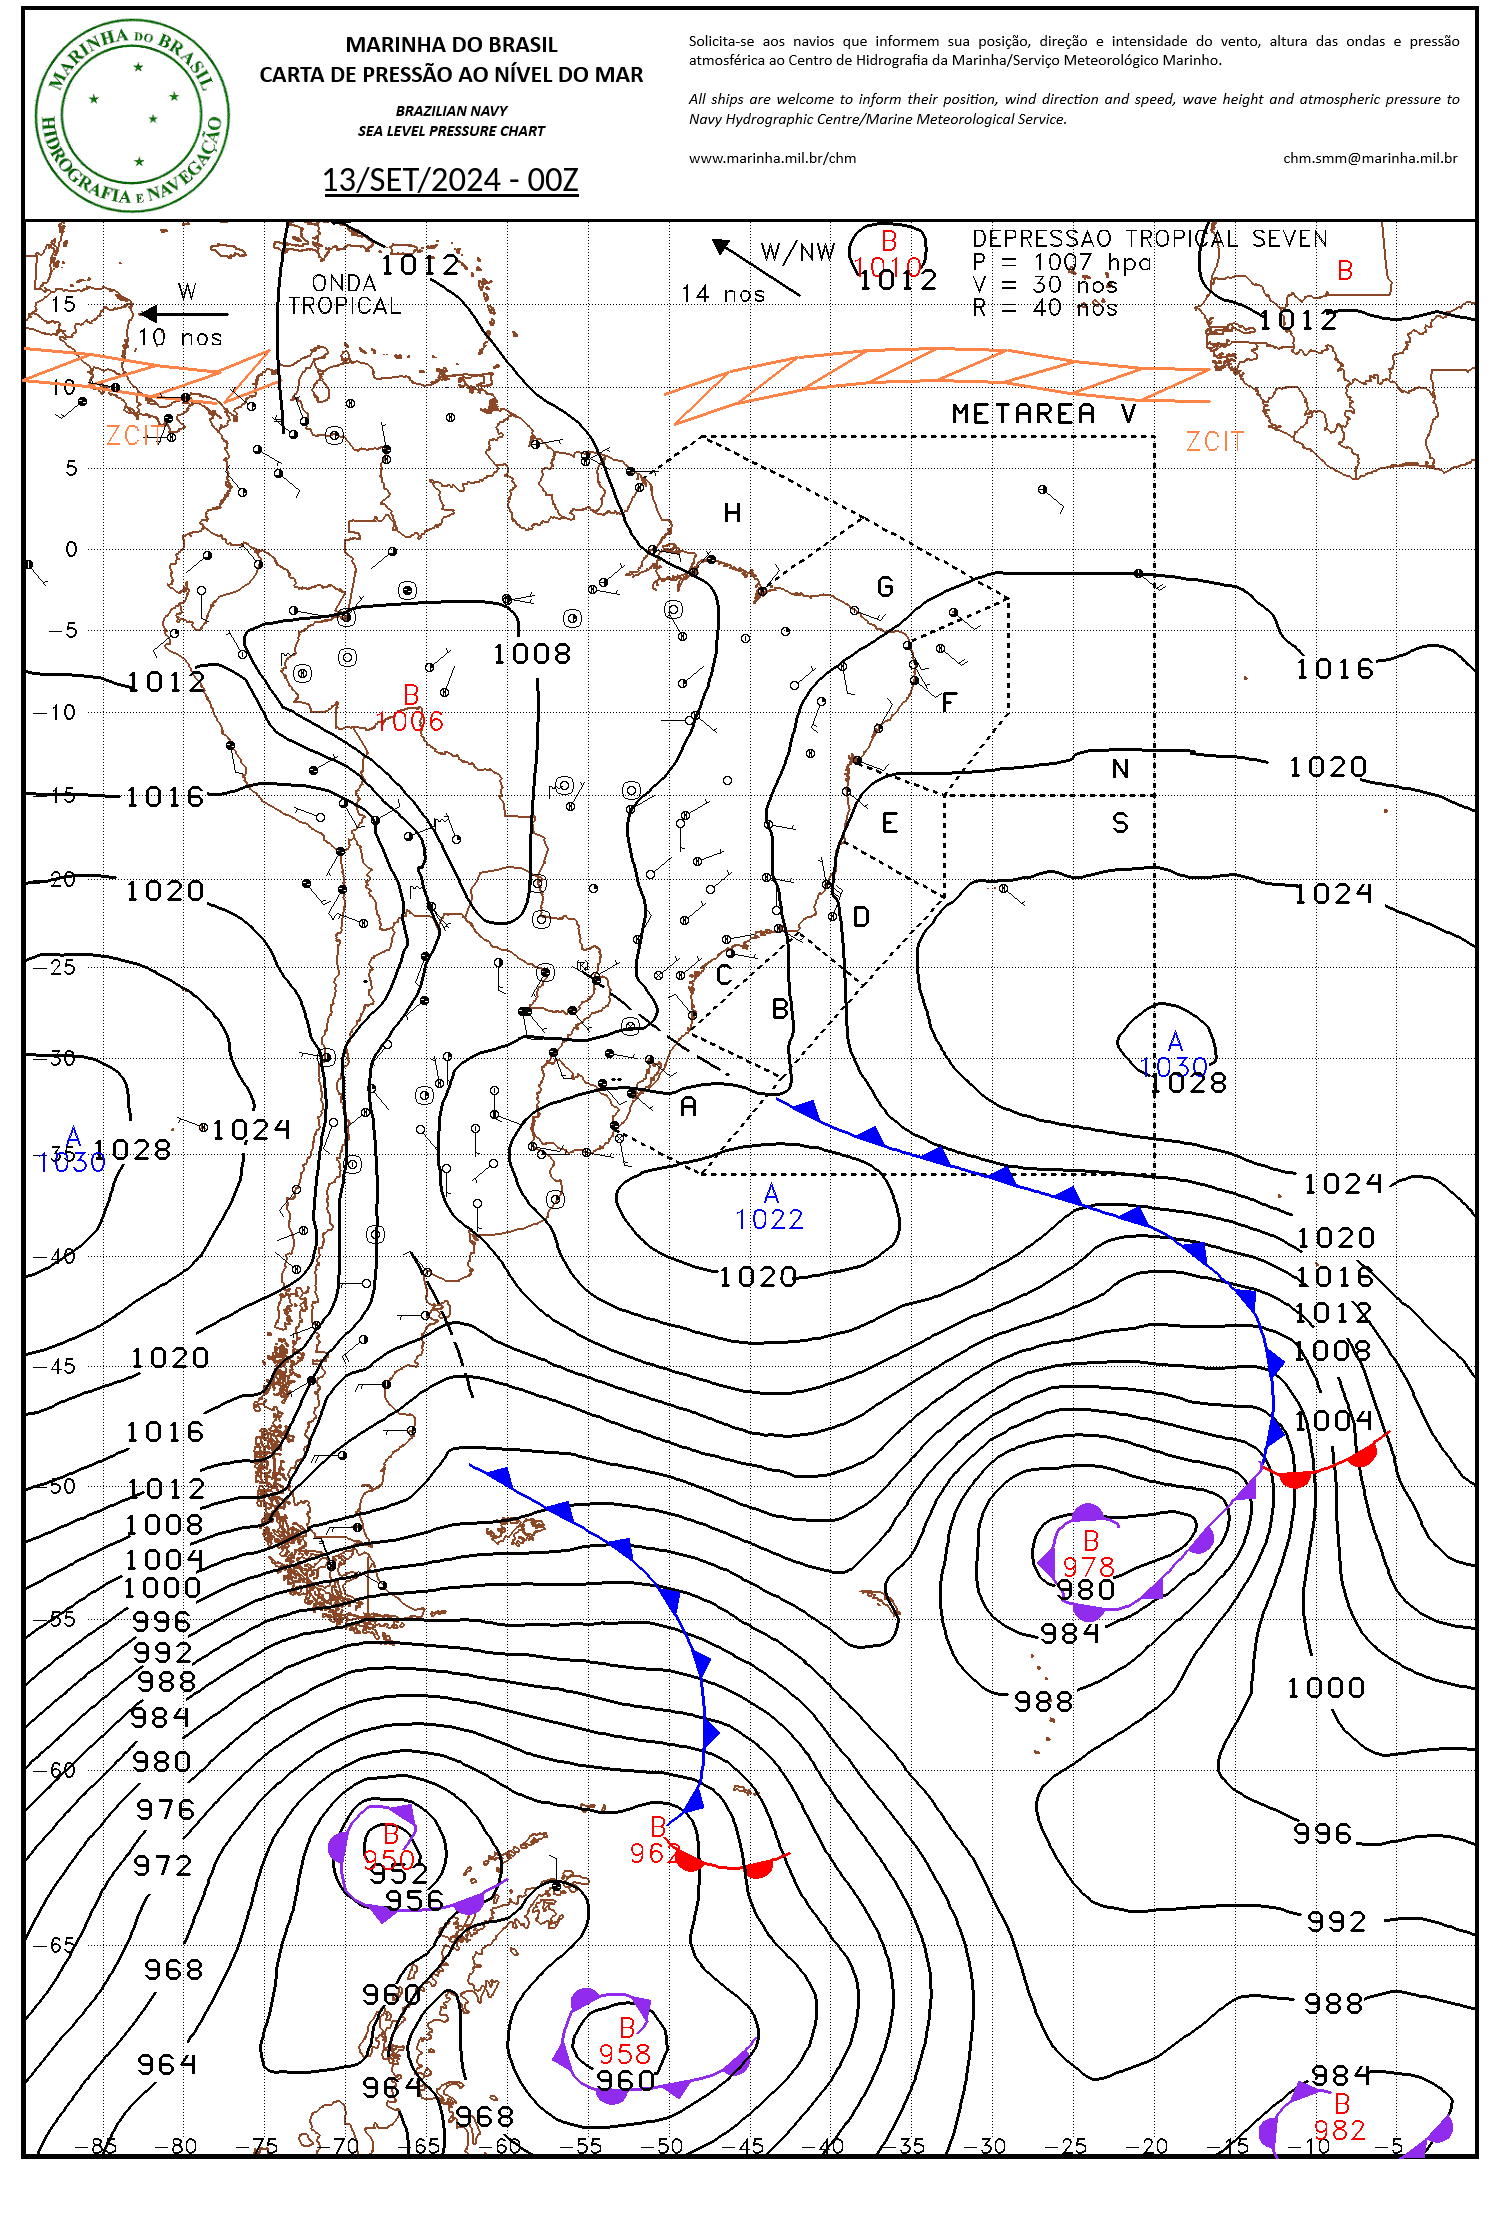 MARINHA DO BRASIL
HIDROGRAFIA E NAVEGAÇÃO
MARINHA DO BRASIL
CARTA DE PRESSÃO AO NÍVEL DO MAR
BRAZILIAN NAVY
SEA LEVEL PRESSURE CHART
13/SET/2024 - 00Z
Solicita-se aos navios que informem sua posição, direção e intensidade do vento, altura das ondas e pressão
atmosférica ao Centro de Hidrografia da Marinha/Serviço Meteorológico Marinho.
All ships are welcome to inform their position, wind direction and speed, wave height and atmospheric pressure to
Navy Hydrographic Centre/Marine Meteorological Service.
www.marinha.mil.br/chm chm.smm@marinha.mil.br
1012
W/NW
14 nos
B
1010
1012
DEPRESSAO TROPICAL SEVEN
P = 1007 hpa
V = 30 nos
R = 40 nos
B
1012
ONDA
TROPICAL
W
10 nos
15
10
ZCIT
METAREA V
ZCIT
5
H
0
G
-5
1008
1012
1016
B
1006
F
-10
1020
N
1016
-15
E
S
-20
1020
1024
D
-25
C
B
A
1030
1028
-30
A
1024
A
1030
1028
-35
1024
A
1022
1020
1020
-40
1016
1012
1008
1020
-45
1004
1016
-50
1012
1008
1004
1000
B
978
980
996
-55
984
992
988
1000
988
984
980
-60
976
B
950
952
956
B
962
996
972
992
-65
968
960
988
B
958
960
964
964
984
968
B
982
-85 -80 -75 -70 -65 -60 -55 -50 -45 -40 -35 -30 -25 -20 -15 -10 -5